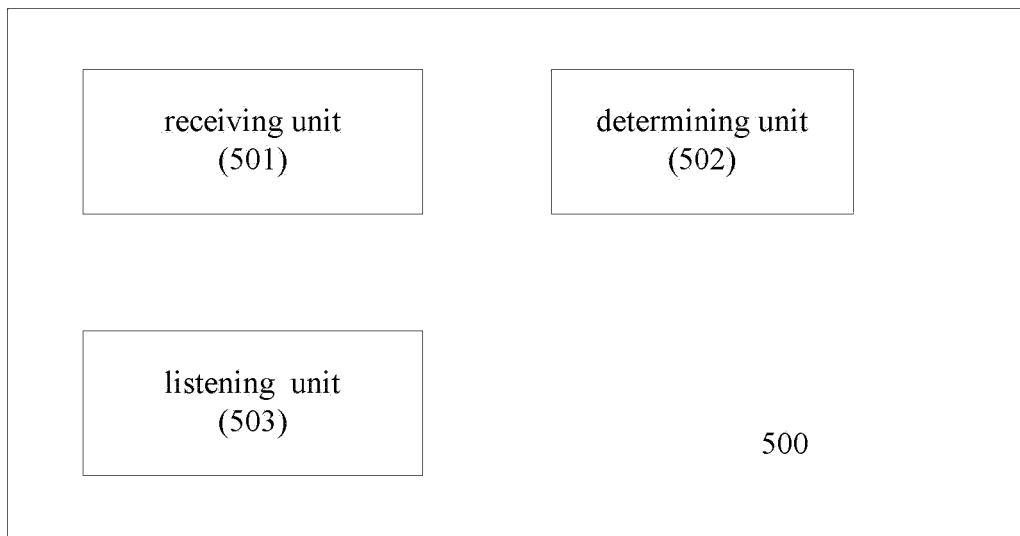 receiving unit
(501)
determining unit
(502)
listening unit
(503)
500